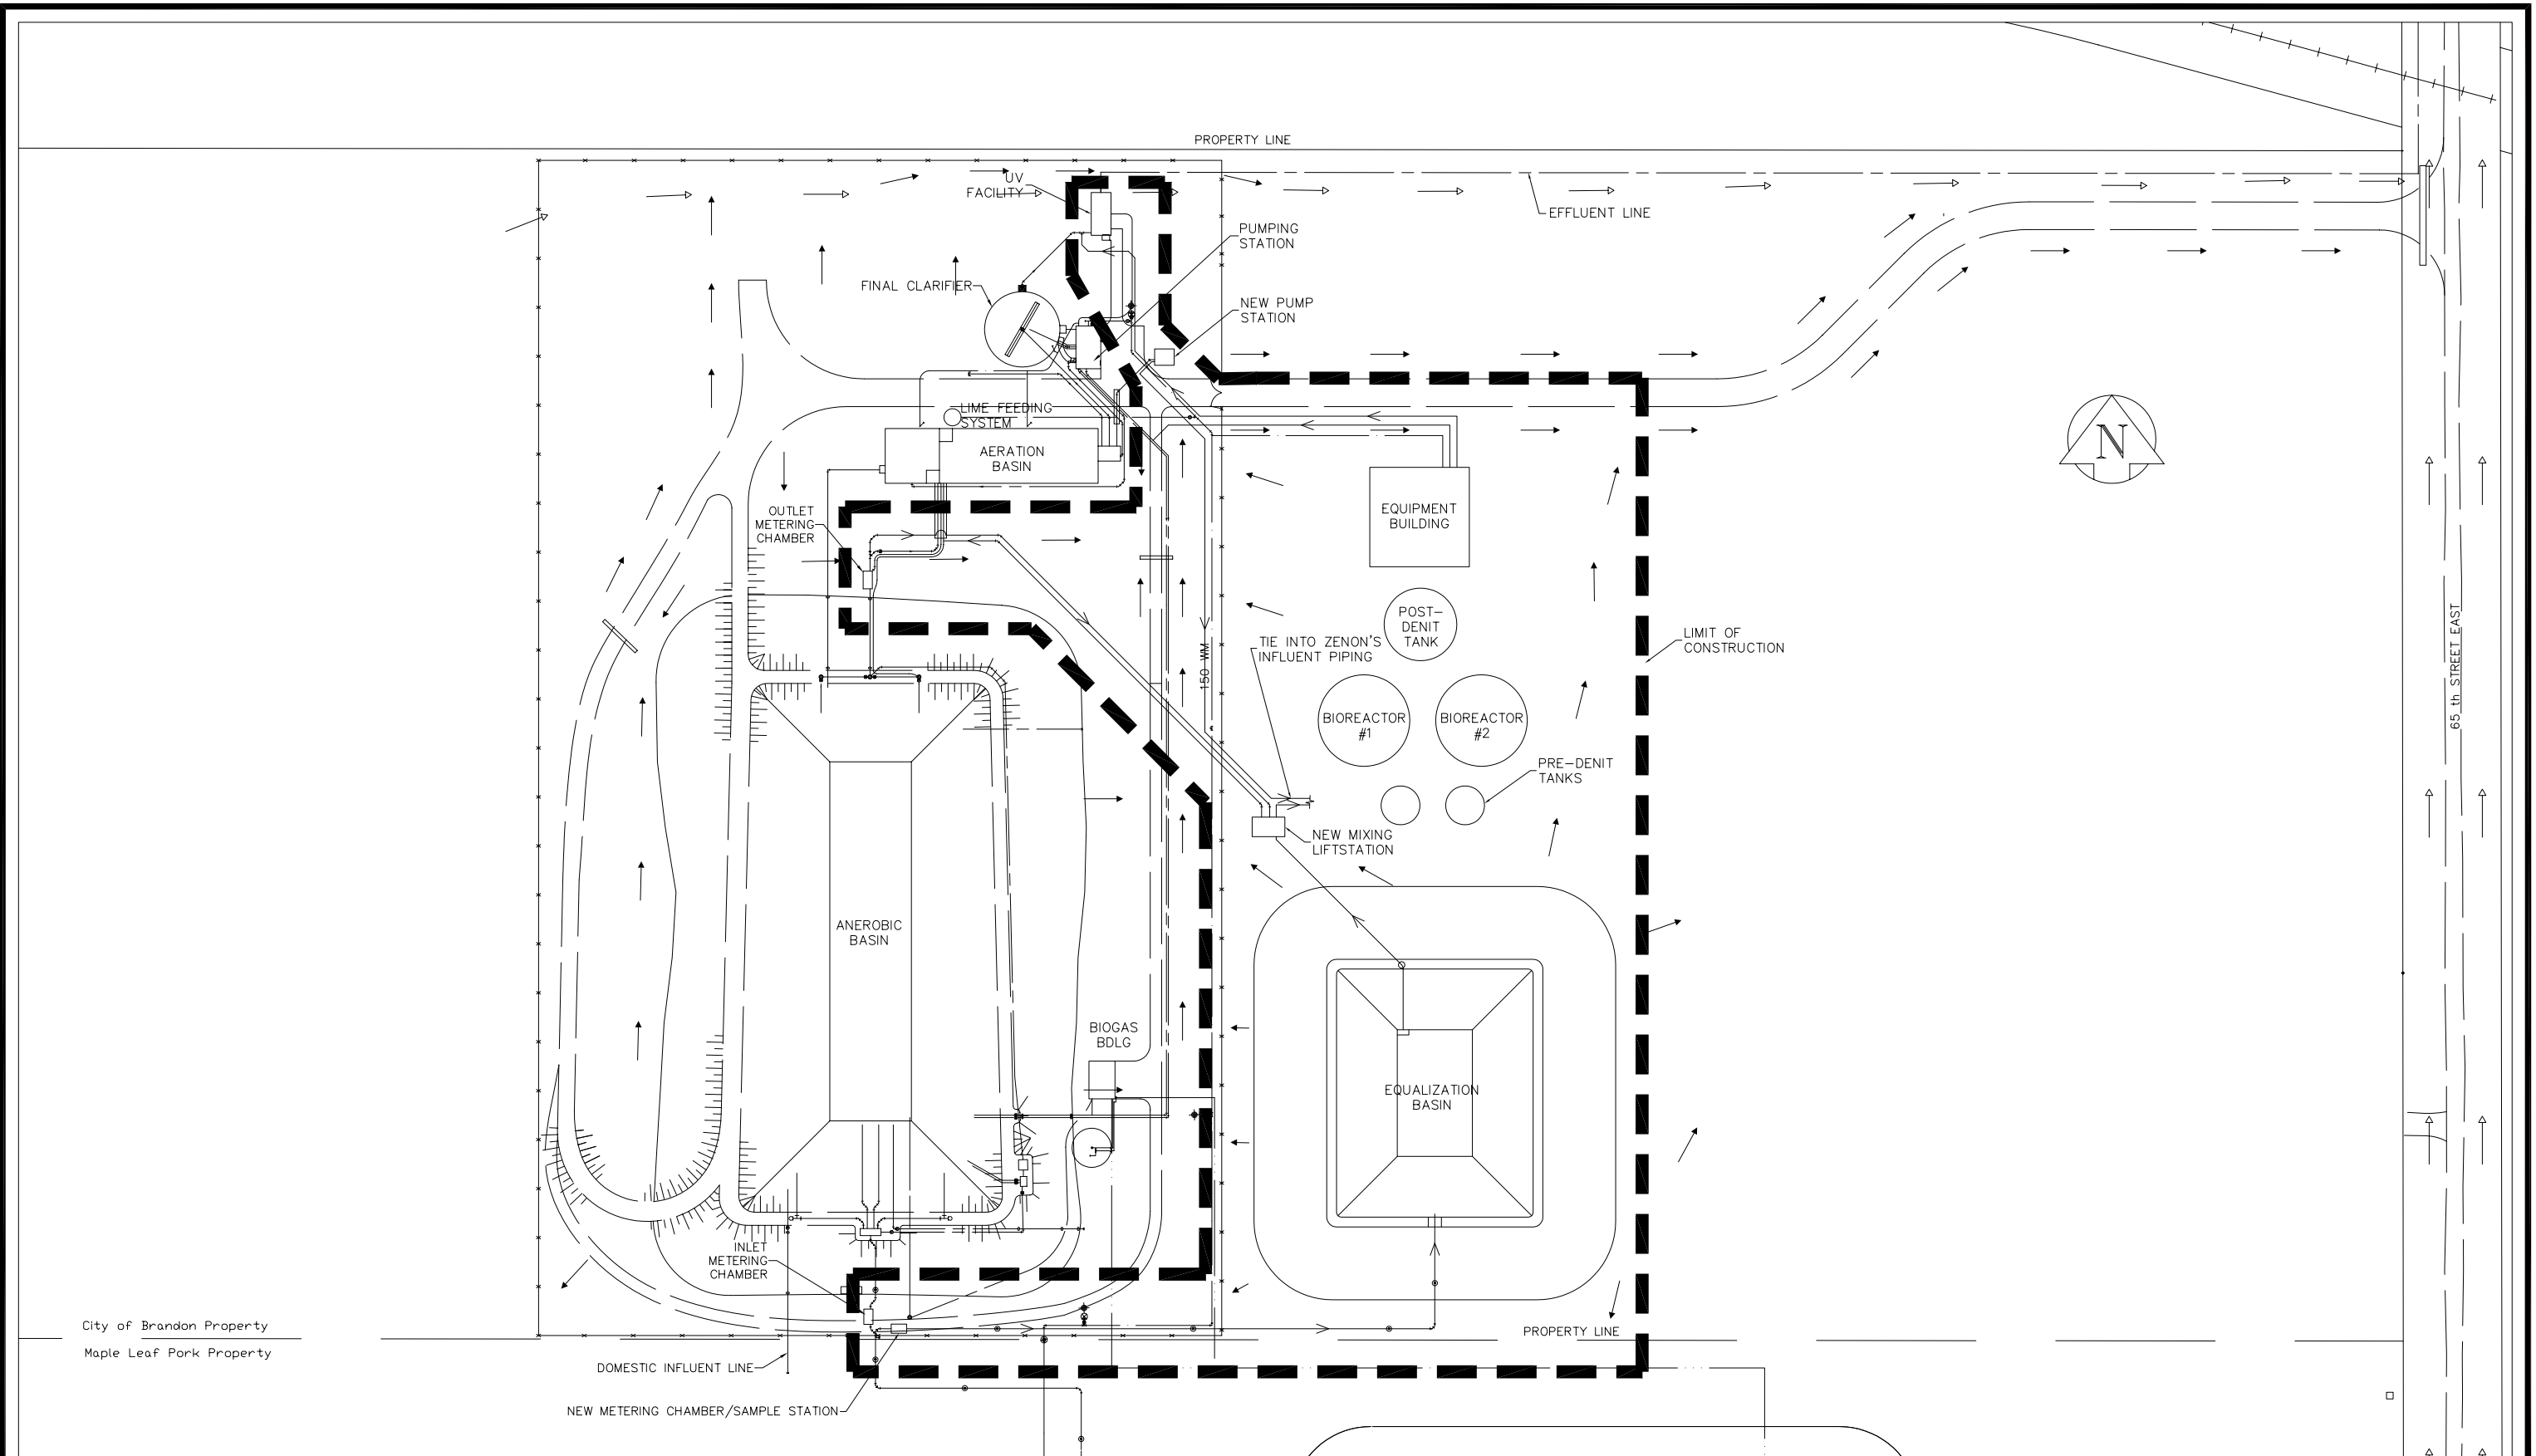 PROPERTY LINE
UV
FACILITY
EFFLUENT LINE
PUMPING
STATION
FINAL CLARIFIER
NEW PUMP
STATION
LIME FEEDING
SYSTEM
AERATION
BASIN
N
OUTLET
METERING
CHAMBER
EQUIPMENT
BUILDING
POST-
DENIT
TANK
TIE INTO ZENON'S
INFLUENT PIPING
LIMIT OF
CONSTRUCTION
150 WM
65 th STREET EAST
BIOREACTOR
#1
BIOREACTOR
#2
PRE-DENIT
TANKS
NEW MIXING
LIFTSTATION
ANEROBIC
BASIN
BIOGAS
BDLG
EQUALIZATION
BASIN
INLET
METERING
CHAMBER
City of Brandon Property
PROPERTY LINE
Maple Leaf Pork Property
DOMESTIC INFLUENT LINE
NEW METERING CHAMBER/SAMPLE STATION